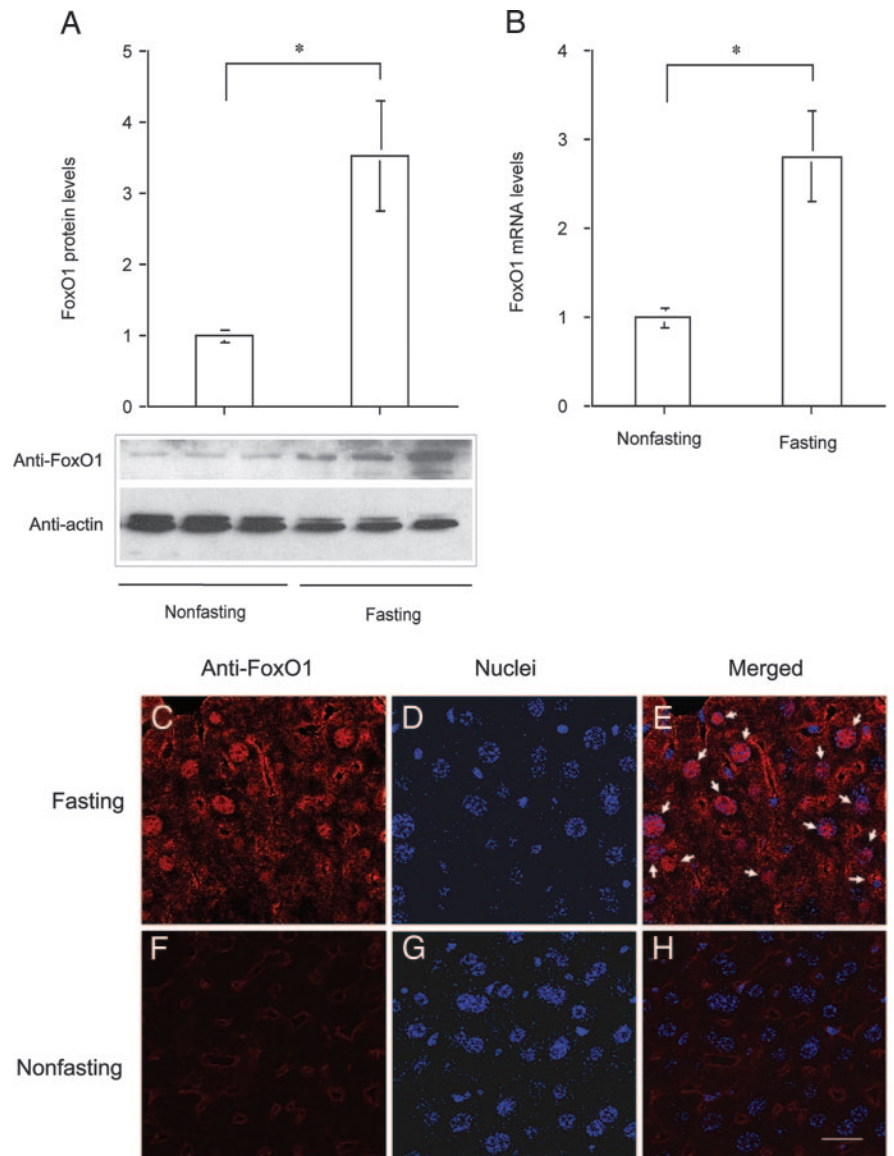 A
B
*
*
5
4
3
2
1
0
FoxO1 protein levels
4
3
2
1
0
FoxO1 mRNA levels
Nonfasting
Fasting
Anti-FoxO1
Anti-actin
Nonfasting
Fasting
Anti-FoxO1
Nuclei
Merged
Fasting
C
D
E
Nonfasting
F
G
H